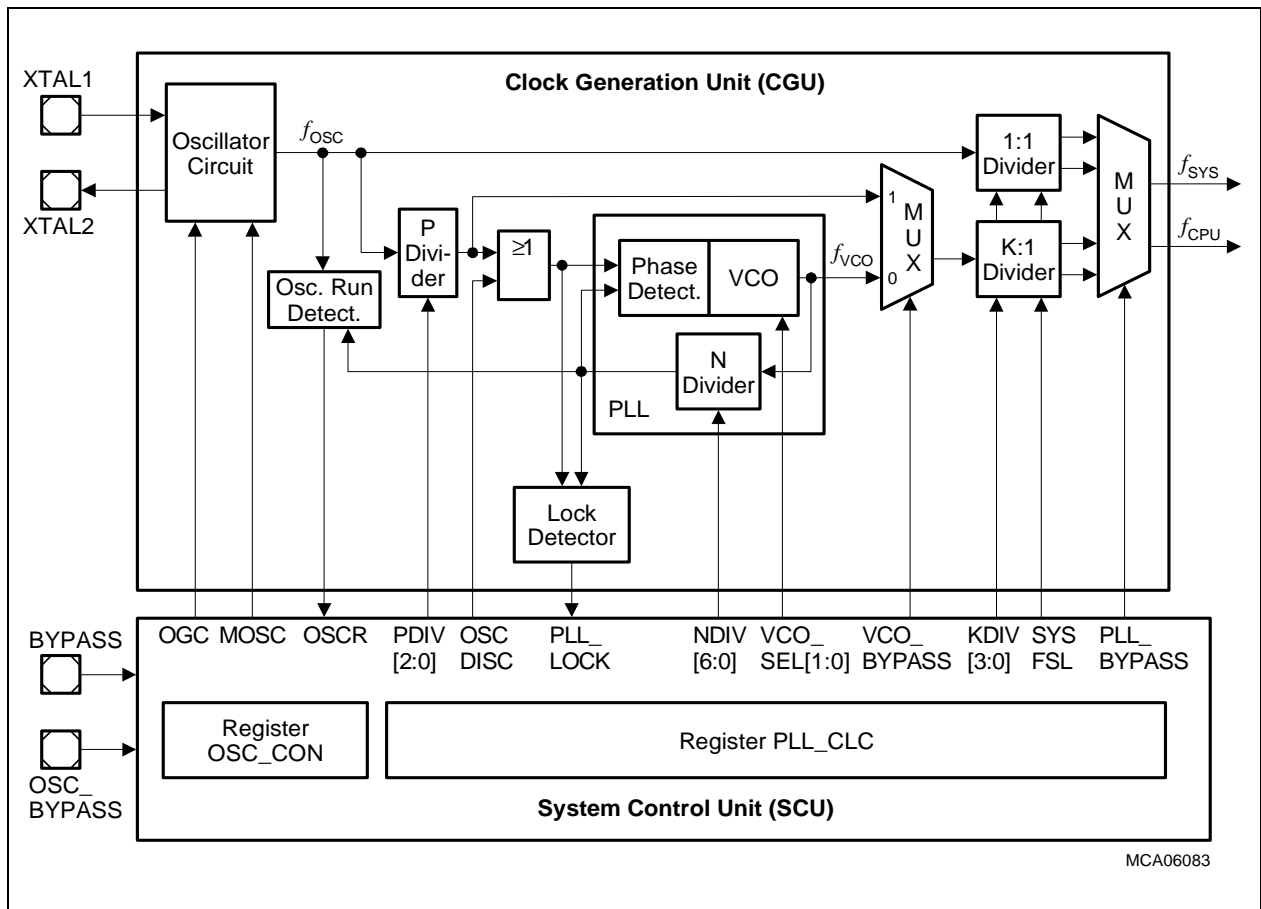 Clock Generation Unit (CGU)
XTAL1
XTAL2
Oscillator
Circuit
fOSC
Osc. Run
Detect.
P
Divi-
der
≥1
Phase
Detect.
VCO
N
Divider
PLL
Lock
Detector
fVCO
1
0
M
U
X
1:1
Divider
K:1
Divider
M
U
X
fSYS
fCPU
BYPASS
OSC_
BYPASS
OGC
MOSC
OSCR
PDIV
[2:0]
OSC
DISC
PLL_
LOCK
NDIV
[6:0]
VCO_
SEL[1:0]
VCO_
BYPASS
KDIV
[3:0]
SYS
FSL
PLL_
BYPASS
Register
OSC_CON
Register PLL_CLC
System Control Unit (SCU)
MCA06083